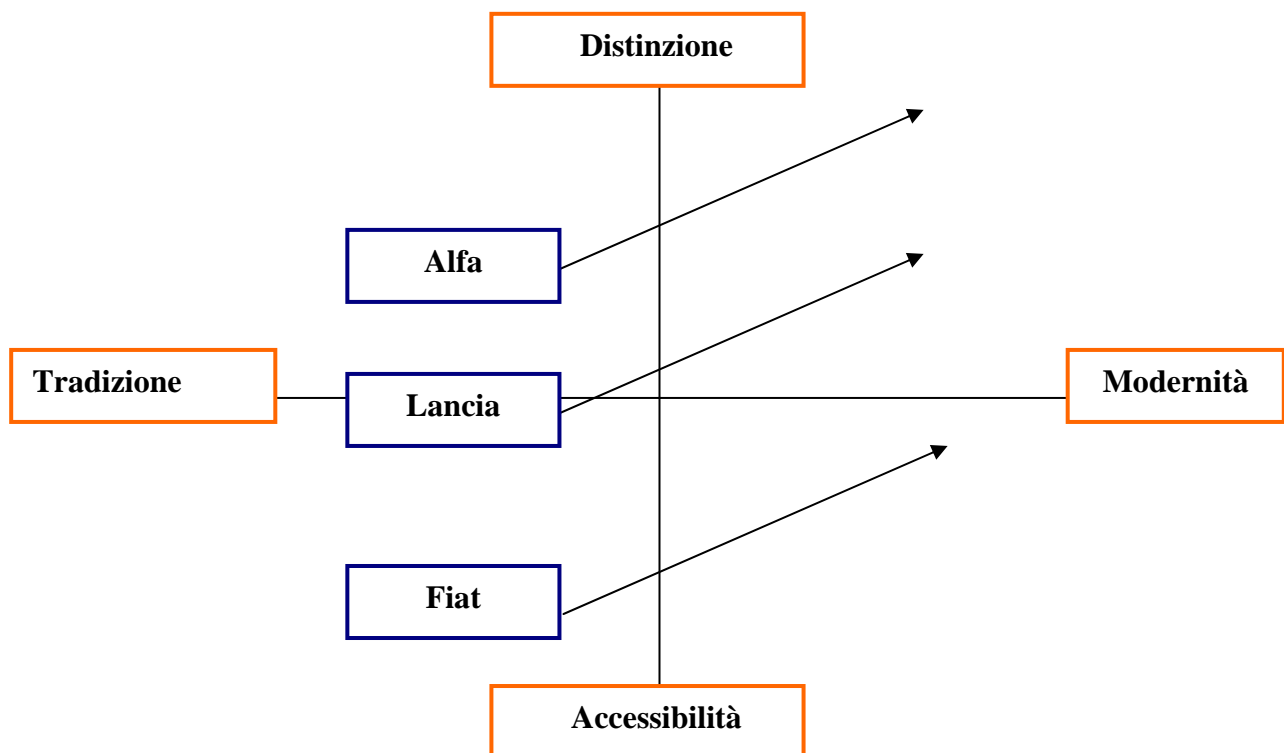 Distinzione
Alfa
Tradizione
Lancia
Modernità
Fiat
Accessibilità